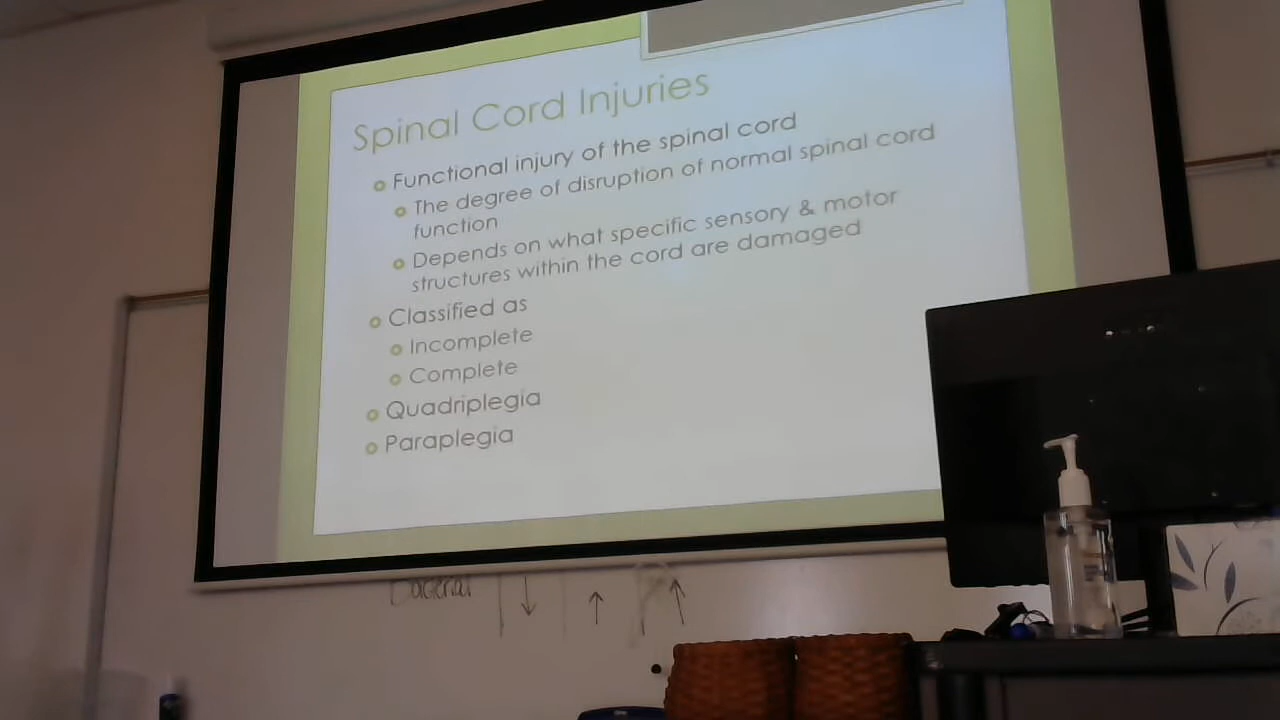 Spinal Cord Injuries
Functional injury of the spinal cord
The degree of disruption of normal spinal cord
function
Depends on what specific sensory & motor
structures within the cord are damaged
Classified as
Incomplete
Complete
Quadriplegia
Paraplegia